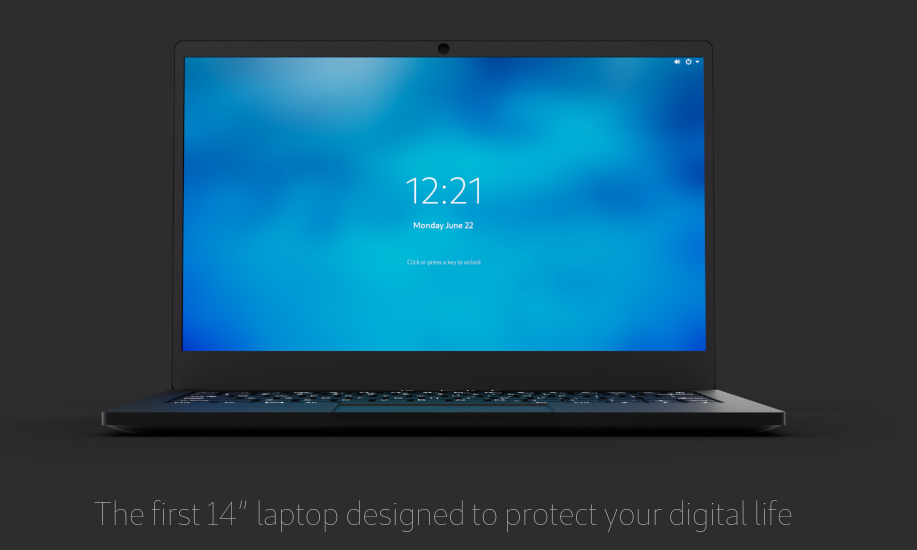 12:21
Monday June 22
Click or press a key to unlock
The first 14” laptop designed to protect your digital life